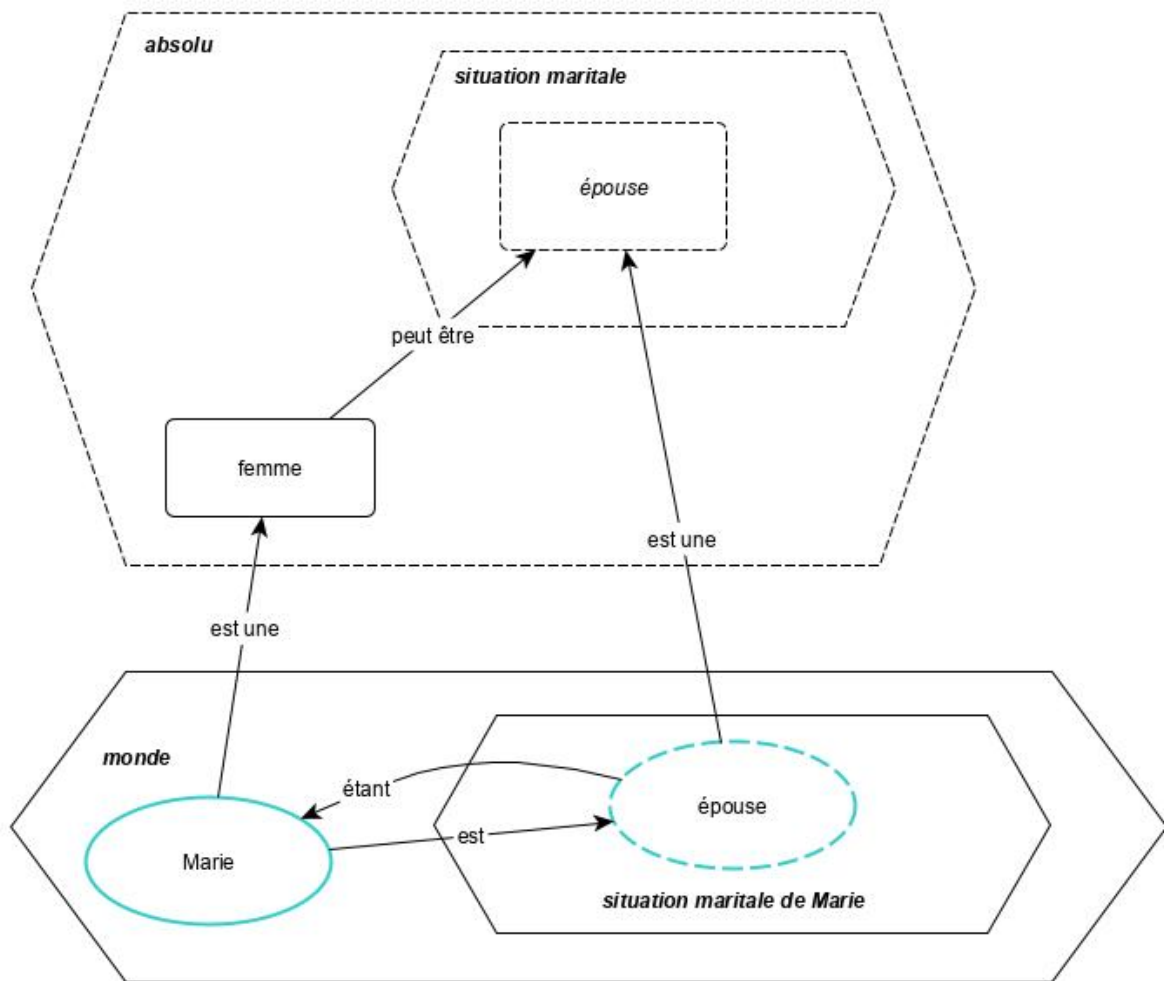 absolu
situation maritale
épouse
peut être
femme
est une
est une
monde
étant
épouse
est
Marie
situation maritale de Marie